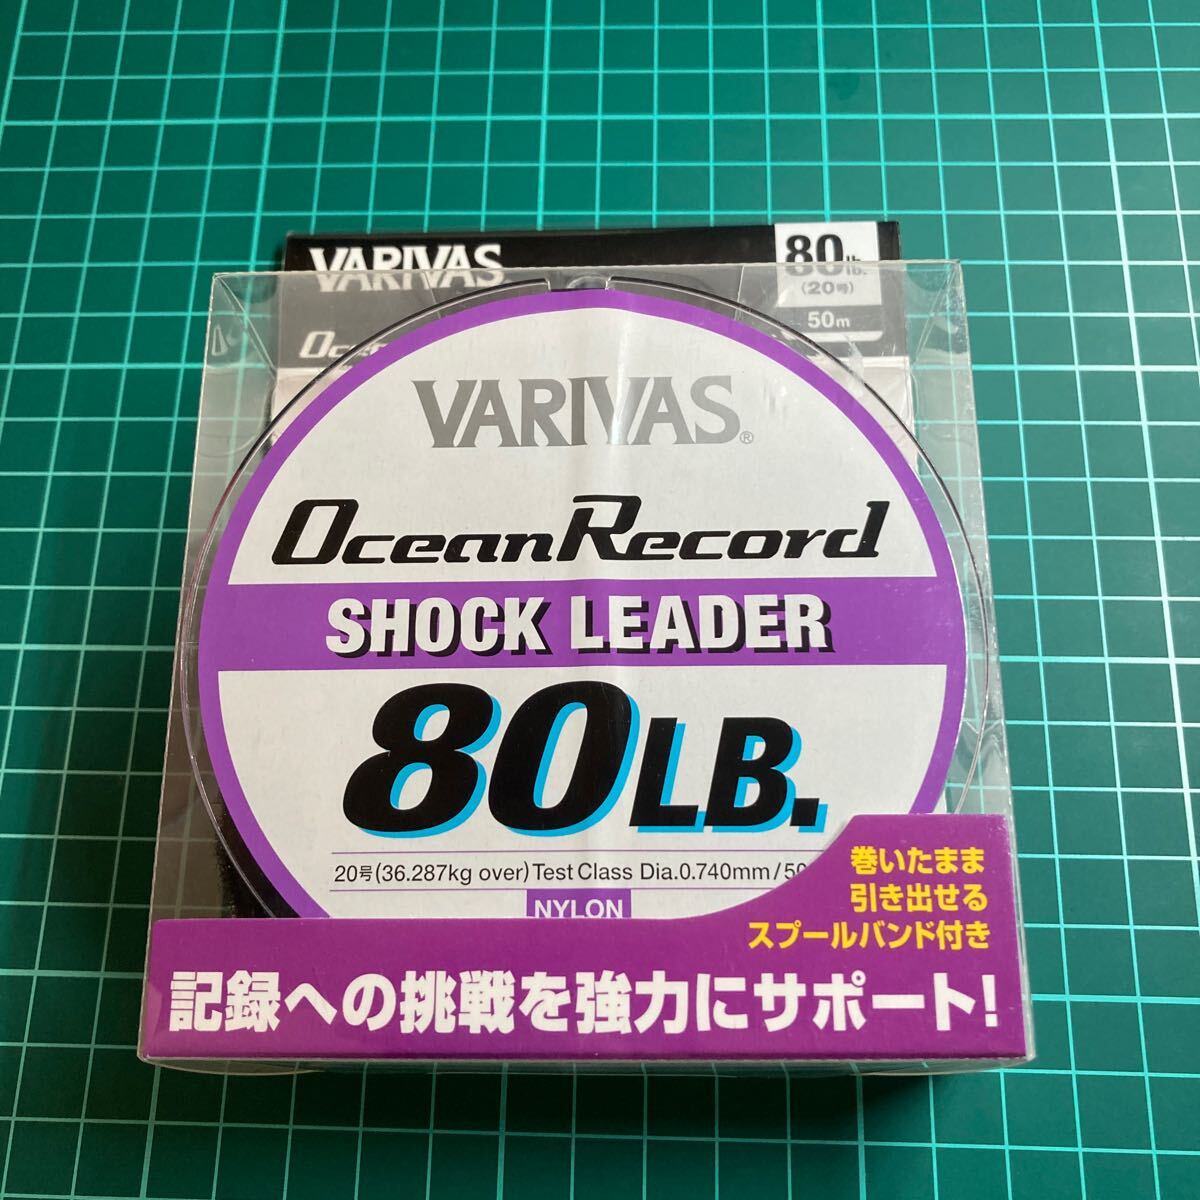 VARIVAS
80lb.
(20号)
50m
Ocean
VARIVAS®
OceanRecord
SHOCK LEADER
80LB.
20号(36.287kg over) Test Class Dia.0.740mm/50
NYLON
巻いたまま
引き出せる
スプールバンド付き
記録への挑戦を強力にサポート!